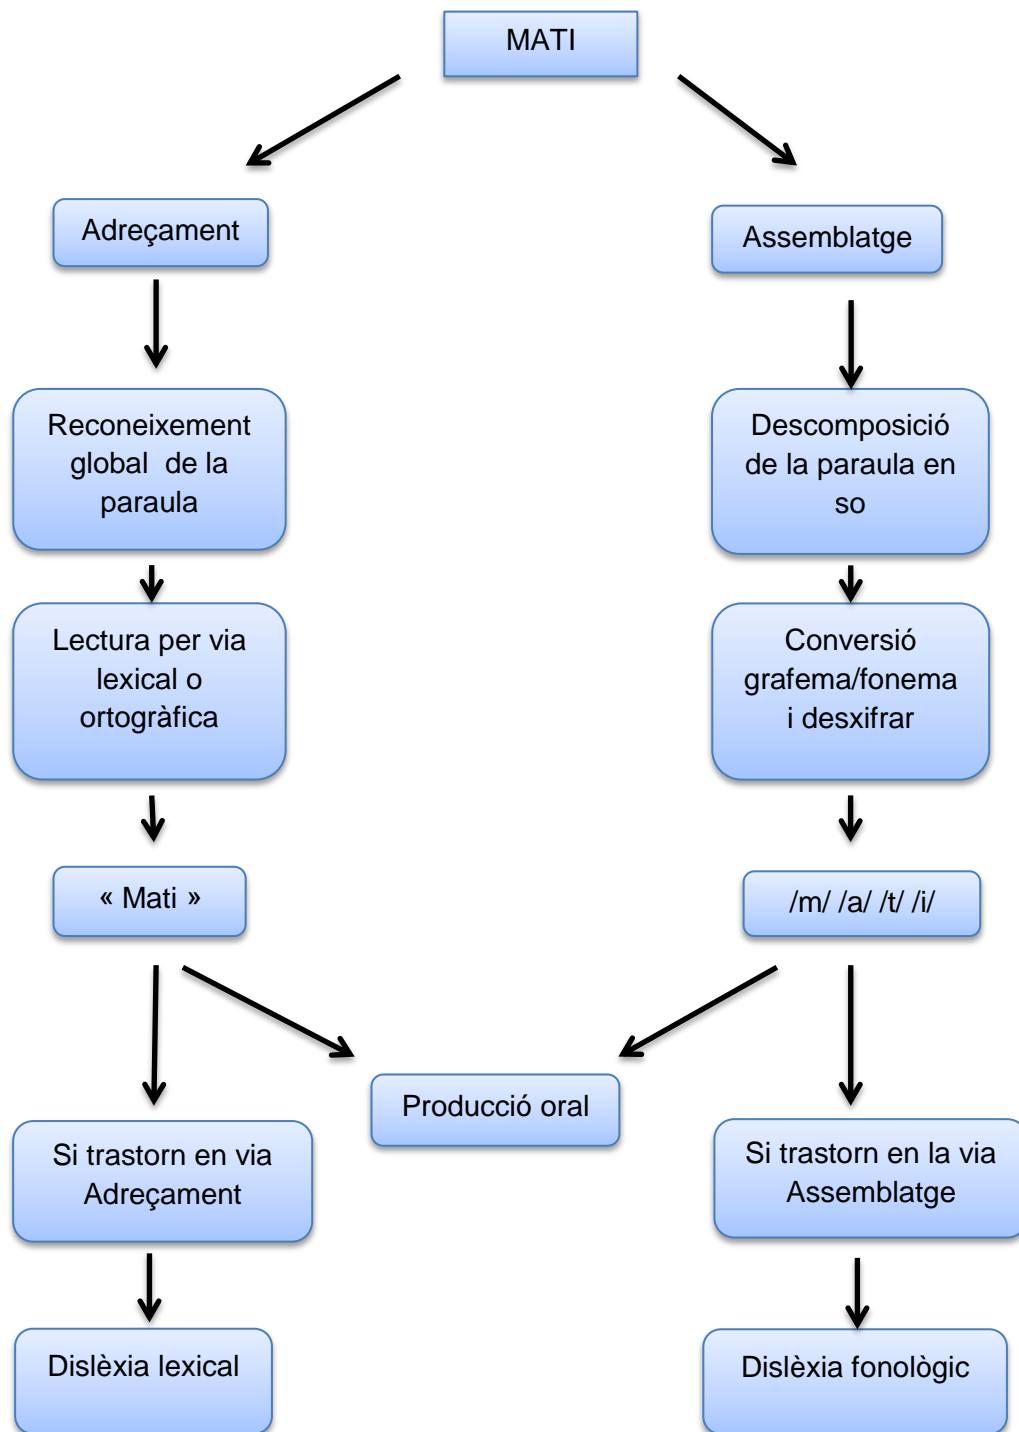 MATI
Adreçament
Assemblatge
Reconeixement
global de la
paraula
Descomposició
de la paraula en
so
Lectura per via
lexical o
ortogràfica
Conversió
grafema/fonema
i desxifrar
« Mati »
/m/ /a/ /t/ /i/
Producció oral
Si trastorn en via
Adreçament
Si trastorn en la via
Assemblatge
Dislèxia lexical
Dislèxia fonològic